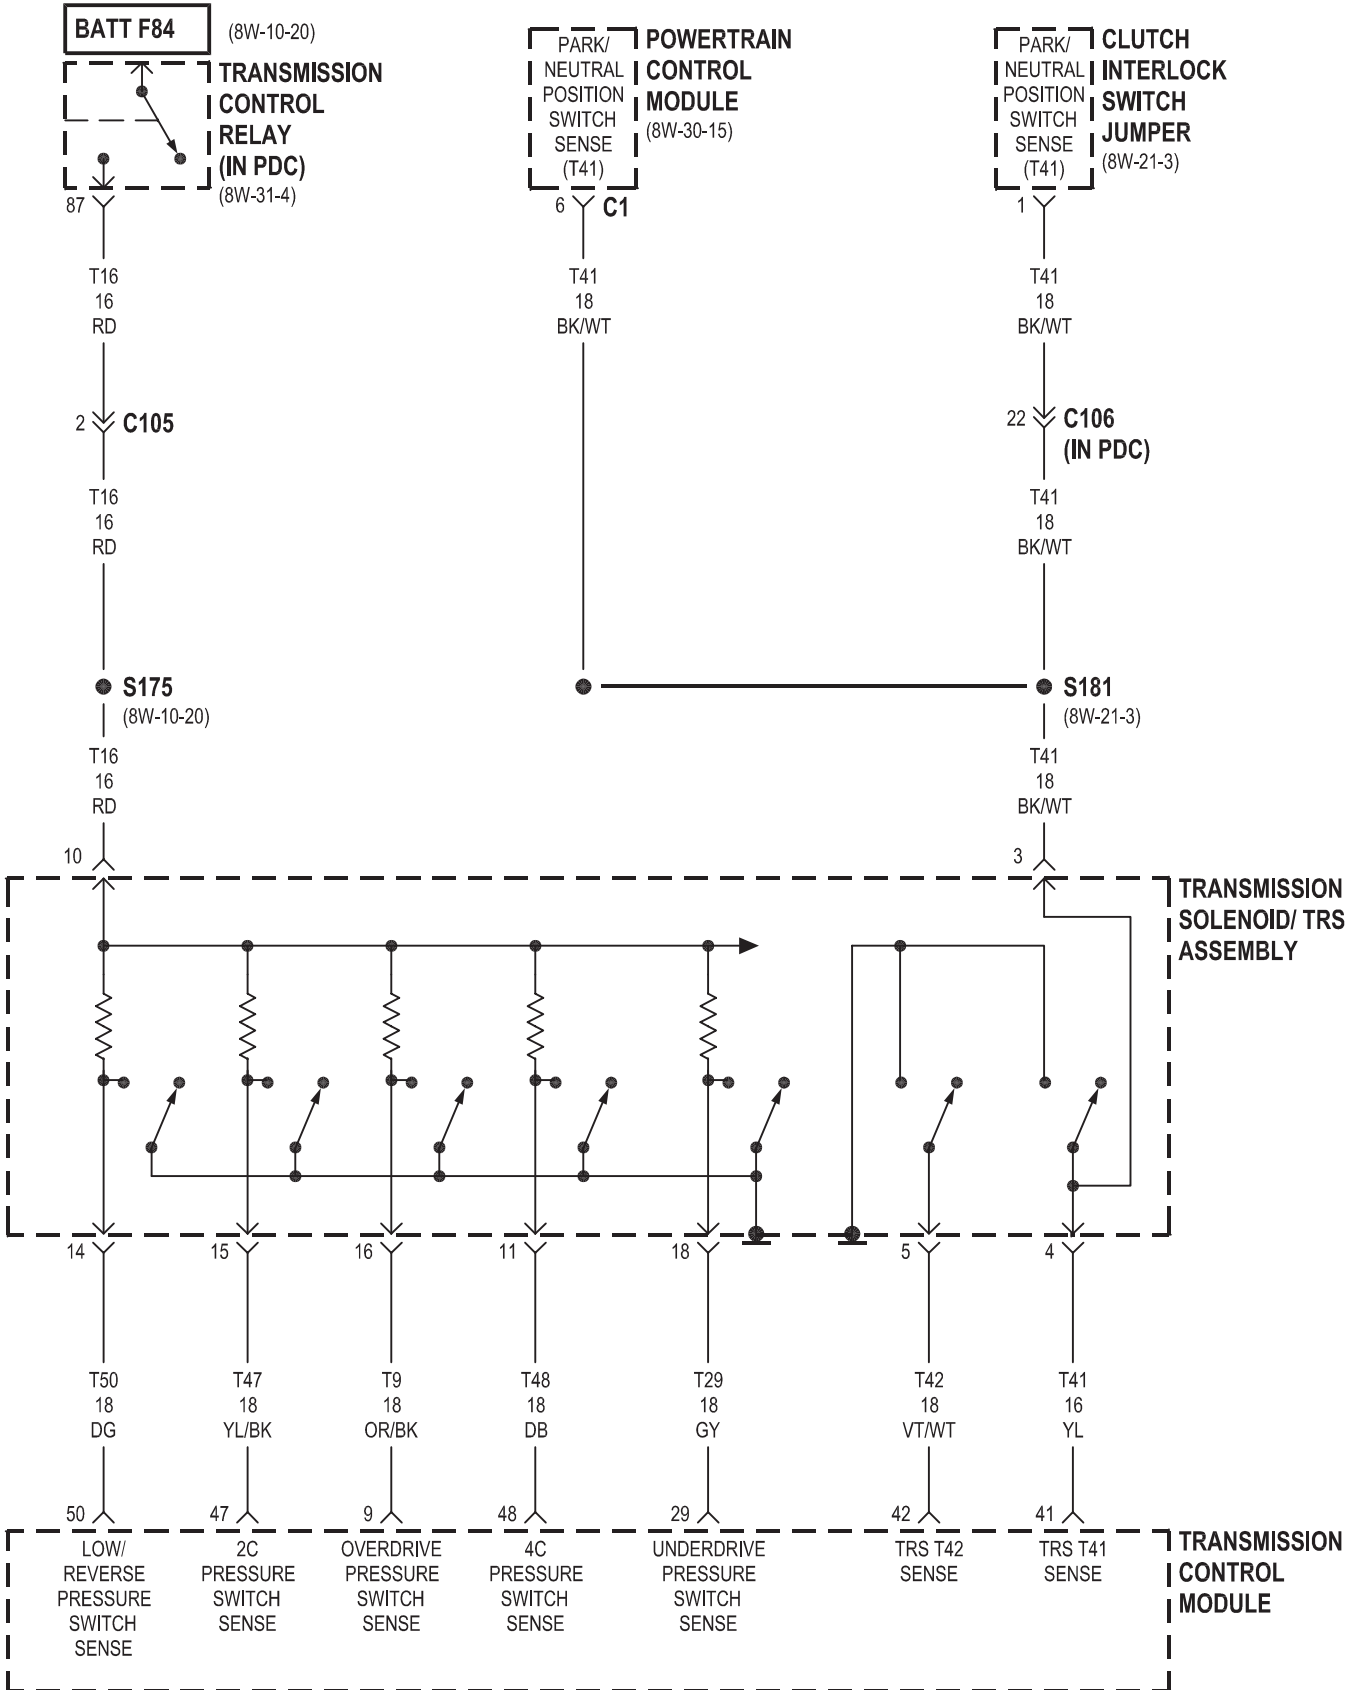 BATT F84
(8W-10-20)
TRANSMISSION
CONTROL
RELAY
(IN PDC)
(8W-31-4)
PARK/
NEUTRAL
POSITION
SWITCH
SENSE
(T41)
POWERTRAIN
CONTROL
MODULE
(8W-30-15)
PARK/
NEUTRAL
POSITION
SWITCH
SENSE
(T41)
CLUTCH
INTERLOCK
SWITCH
JUMPER
(8W-21-3)
87
6
C1
1
T16
16
RD
T41
18
BK/WT
T41
18
BK/WT
2
C105
22
C106
(IN PDC)
T16
16
RD
T41
18
BK/WT
S175
(8W-10-20)
S181
(8W-21-3)
T16
16
RD
T41
18
BK/WT
10
3
TRANSMISSION
SOLENOID/ TRS
ASSEMBLY
14
15
16
11
18
5
4
T50
18
DG
T47
18
YL/BK
T9
18
OR/BK
T48
18
DB
T29
18
GY
T42
18
VT/WT
T41
16
YL
50
47
9
48
29
42
41
LOW/
REVERSE
PRESSURE
SWITCH
SENSE
2C
PRESSURE
SWITCH
SENSE
OVERDRIVE
PRESSURE
SWITCH
SENSE
4C
PRESSURE
SWITCH
SENSE
UNDERDRIVE
PRESSURE
SWITCH
SENSE
TRS T42
SENSE
TRS T41
SENSE
TRANSMISSION
CONTROL
MODULE